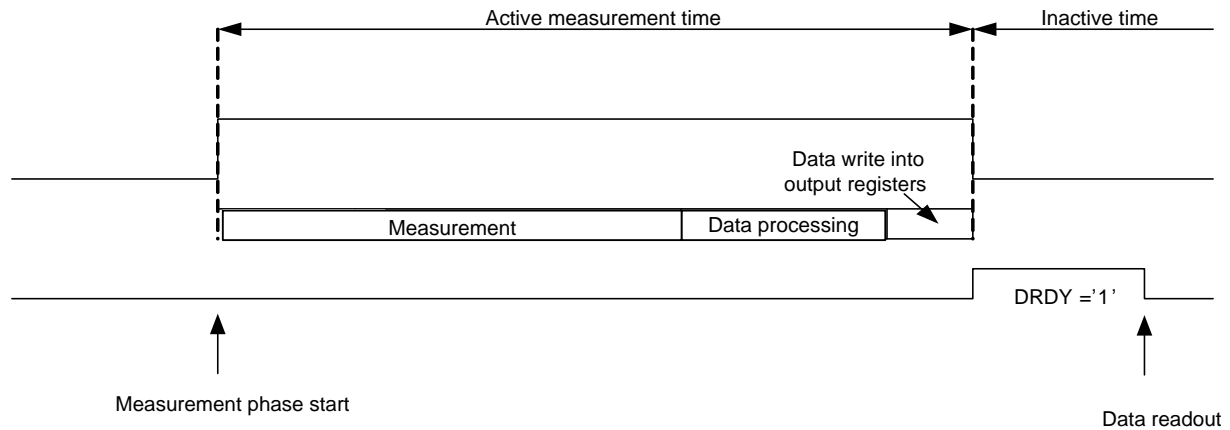 Active measurement time
Inactive time
Data write into
output registers
Measurement
Data processing
DRDY ='1'
Measurement phase start
Data readout